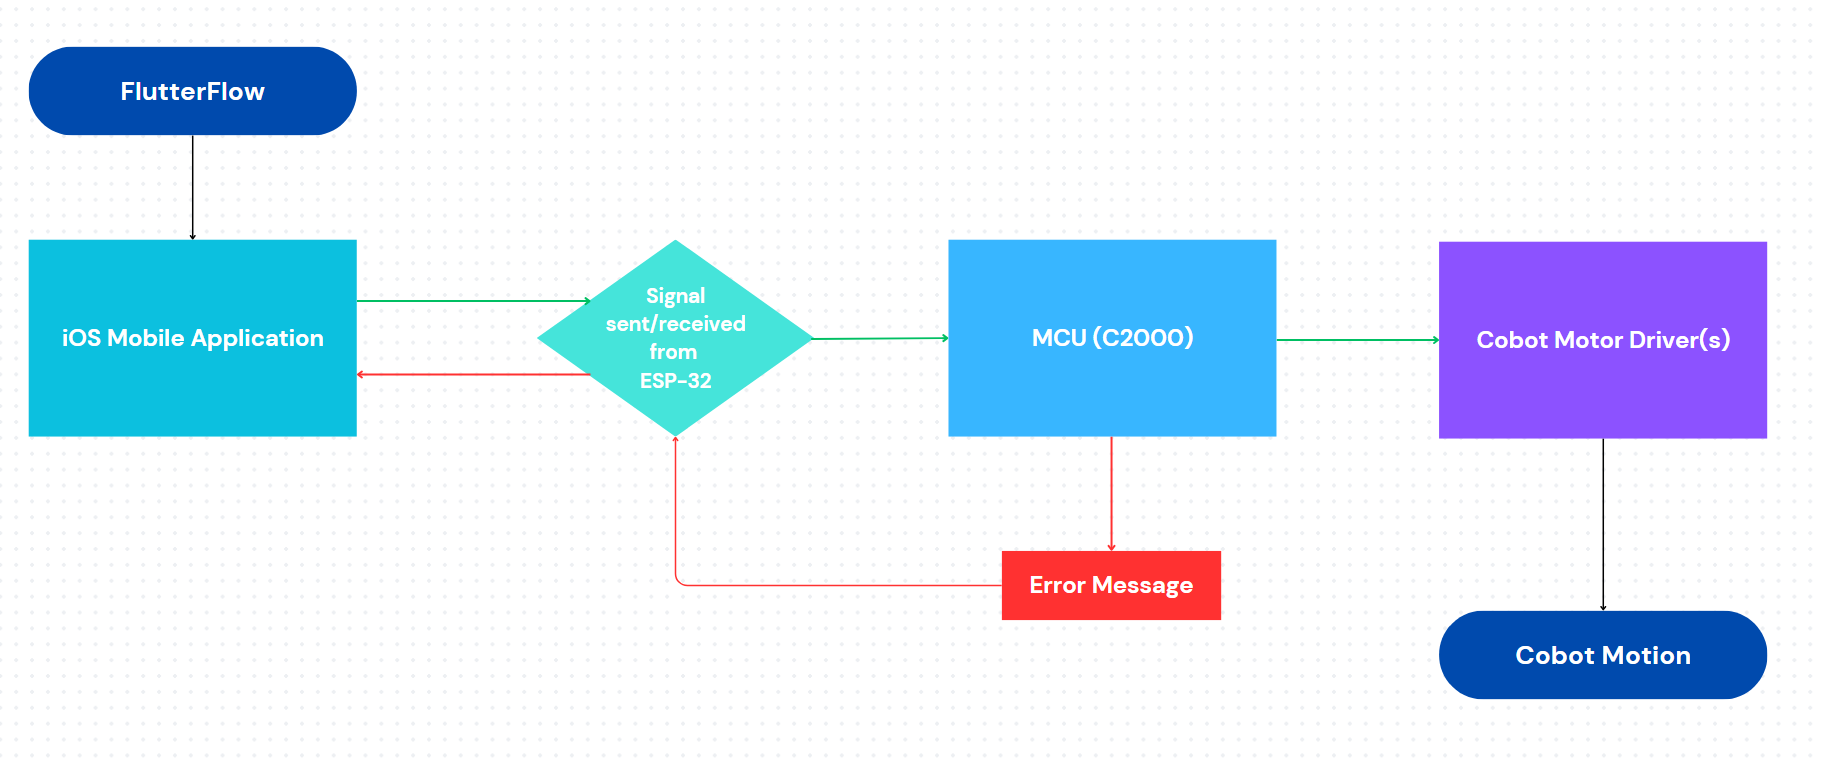 FlutterFlow
iOS Mobile Application
Signal
sent/received
from
ESP-32
MCU (C2000)
Cobot Motor Driver(s)
Error Message
Cobot Motion